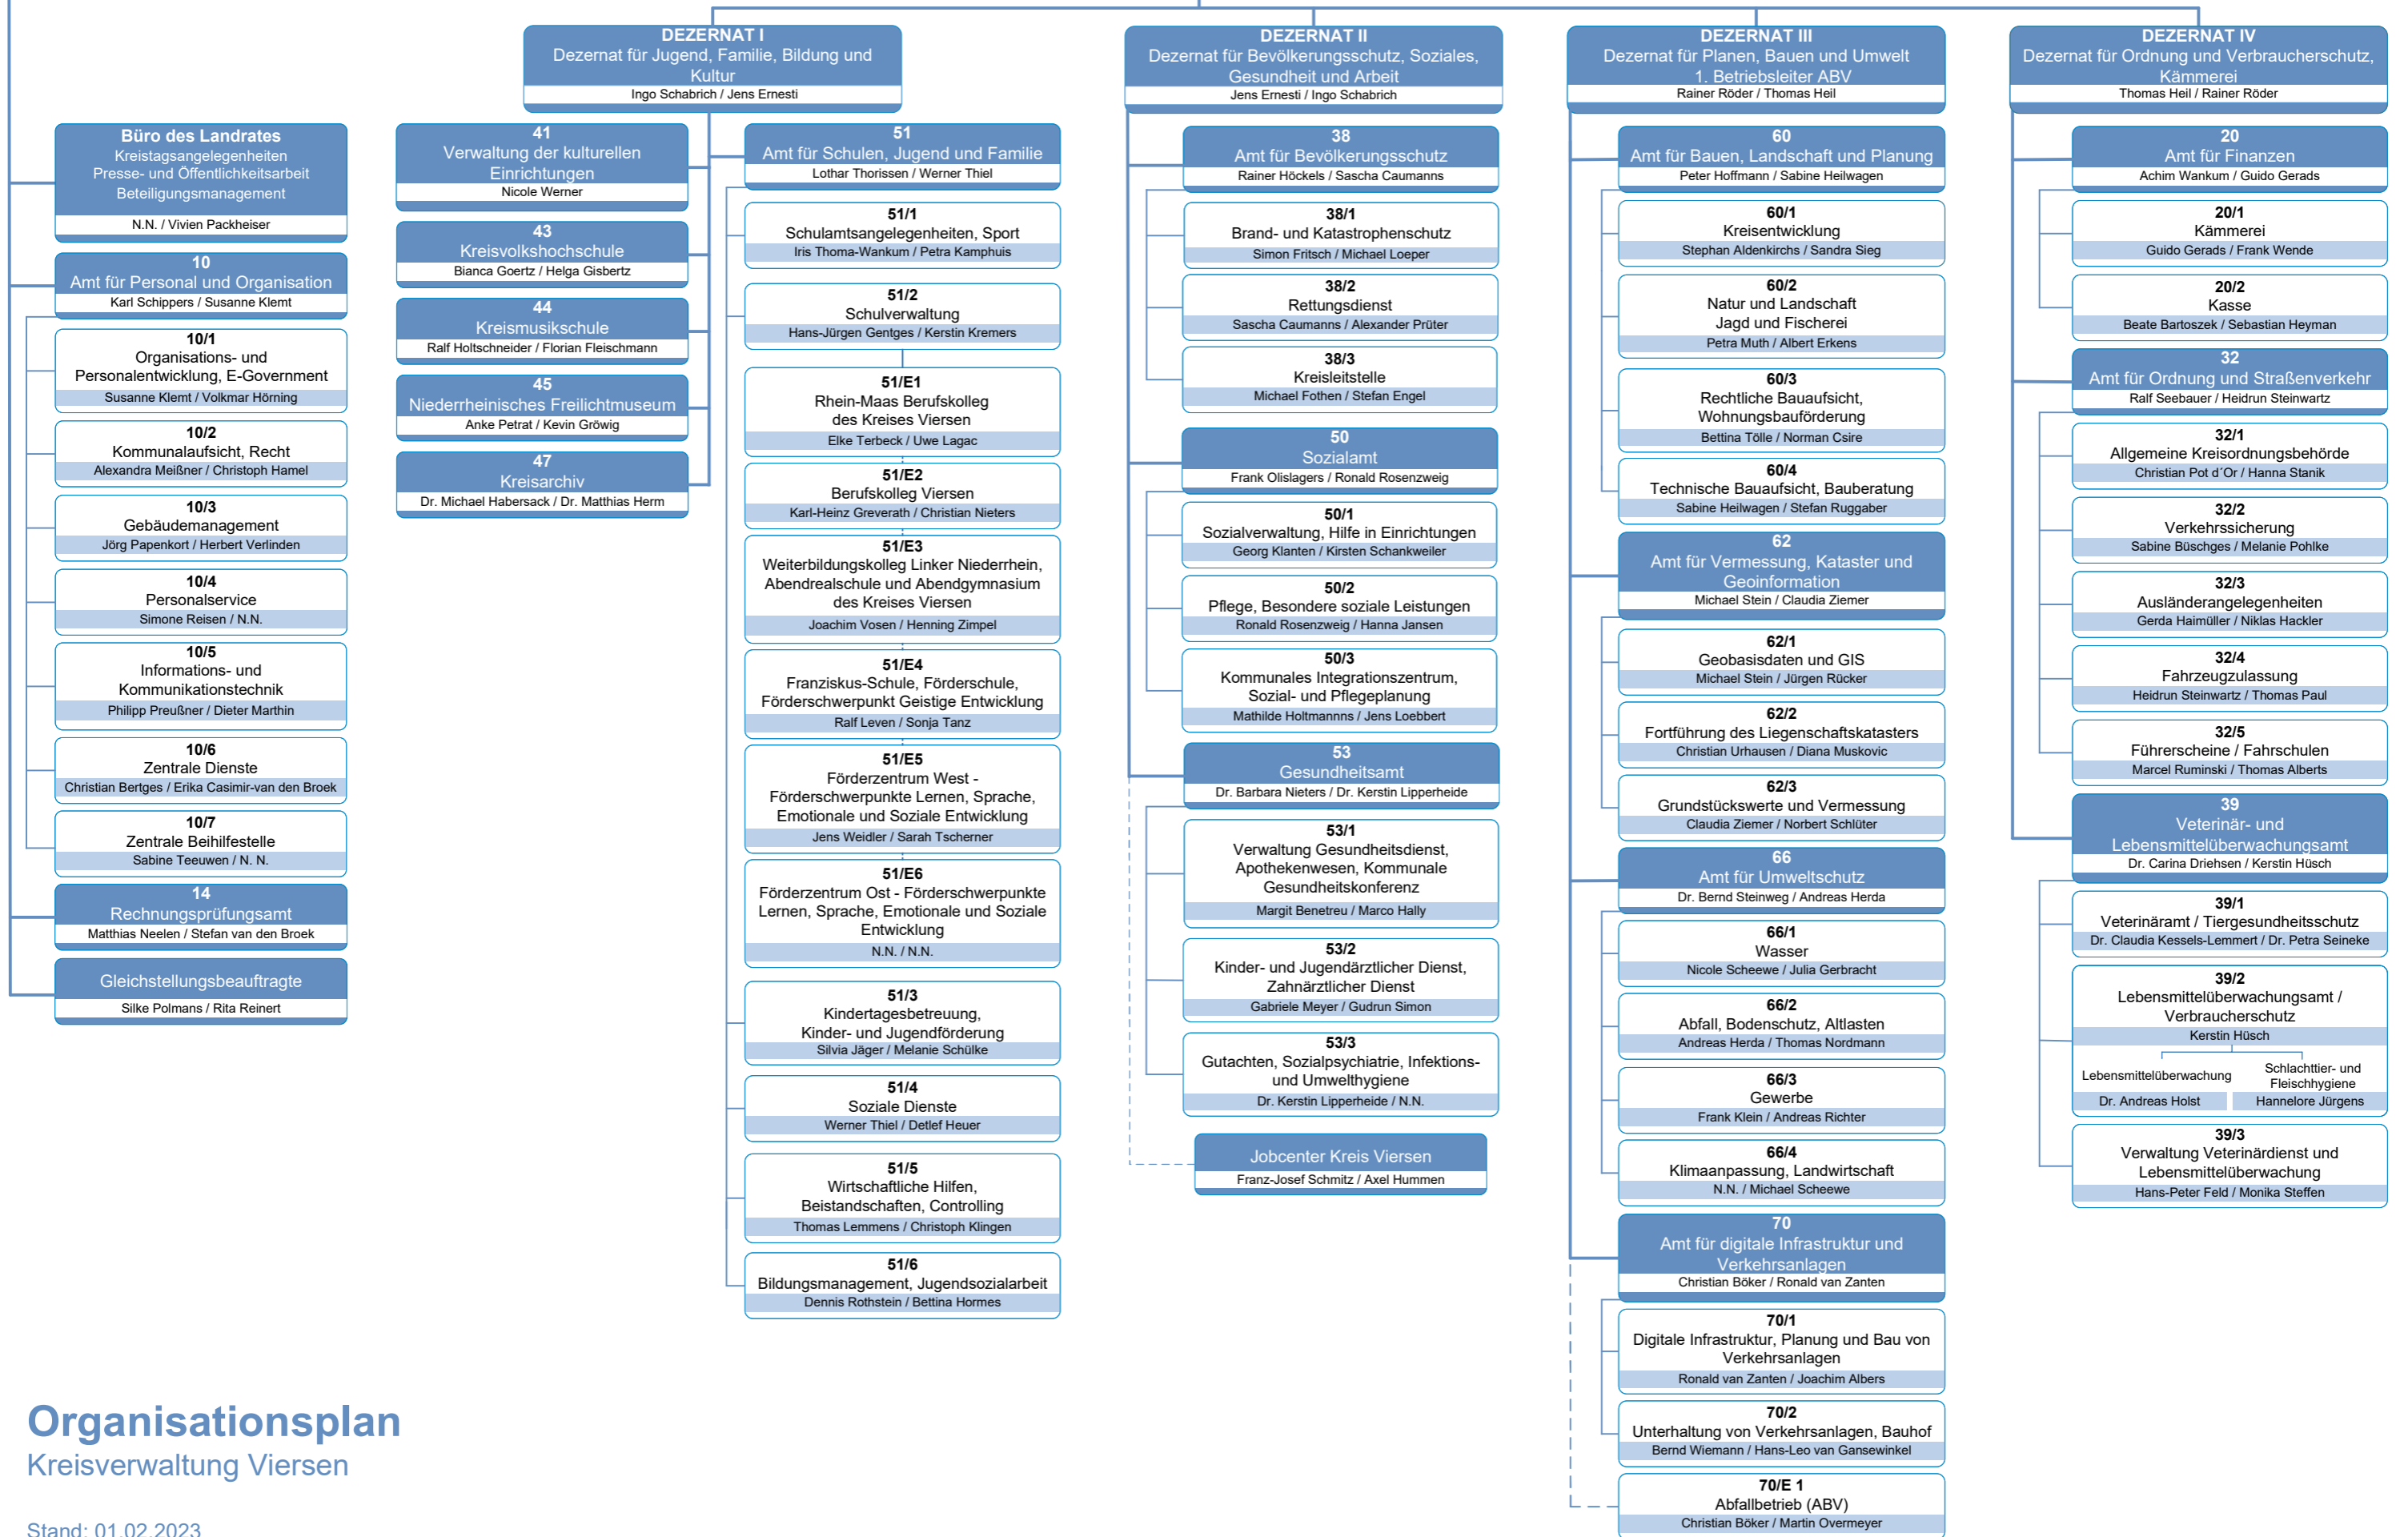 DEZERNAT I
Dezernat für Jugend, Familie, Bildung und
Kultur
Ingo Schabrich / Jens Ernesti
DEZERNAT II
Dezernat für Bevölkerungsschutz, Soziales,
Gesundheit und Arbeit
Jens Ernesti / Ingo Schabrich
DEZERNAT III
Dezernat für Planen, Bauen und Umwelt
1. Betriebsleiter ABV
Rainer Röder / Thomas Heil
DEZERNAT IV
Dezernat für Ordnung und Verbraucherschutz,
Kämmerei
Thomas Heil / Rainer Röder
Büro des Landrates
Kreistagsangelegenheiten
Presse- und Öffentlichkeitsarbeit
Beteiligungsmanagement
N.N. / Vivien Packheiser
10
Amt für Personal und Organisation
Karl Schippers / Susanne Klemt
10/1
Organisations- und
Personalentwicklung, E-Government
Susanne Klemt / Volkmar Hörning
10/2
Kommunalaufsicht, Recht
Alexandra Meißner / Christoph Hamel
10/3
Gebäudemanagement
Jörg Papenkort / Herbert Verlinden
10/4
Personalservice
Simone Reisen / N.N.
10/5
Informations- und
Kommunikationstechnik
Philipp Preußner / Dieter Marthin
10/6
Zentrale Dienste
Christian Bertges / Erika Casimir-van den Broek
10/7
Zentrale Beihilfestelle
Sabine Teeuwen / N. N.
14
Rechnungsprüfungsamt
Matthias Neelen / Stefan van den Broek
Gleichstellungsbeauftragte
Silke Polmans / Rita Reinert
41
Verwaltung der kulturellen
Einrichtungen
Nicole Werner
43
Kreisvolkshochschule
Bianca Goertz / Helga Gisbertz
44
Kreismusikschule
Ralf Holtschneider / Florian Fleischmann
45
Niederrheinisches Freilichtmuseum
Anke Petrat / Kevin Gröwig
47
Kreisarchiv
Dr. Michael Habersack / Dr. Matthias Herm
51
Amt für Schulen, Jugend und Familie
Lothar Thorissen / Werner Thiel
51/1
Schulamtsangelegenheiten, Sport
Iris Thoma-Wankum / Petra Kamphuis
51/2
Schulverwaltung
Hans-Jürgen Gentges / Kerstin Kremers
51/E1
Rhein-Maas Berufskolleg
des Kreises Viersen
Elke Terbeck / Uwe Lagac
51/E2
Berufskolleg Viersen
Karl-Heinz Greverath / Christian Nieters
51/E3
Weiterbildungskolleg Linker Niederrhein,
Abendrealschule und Abendgymnasium
des Kreises Viersen
Joachim Vosen / Henning Zimpel
51/E4
Franziskus-Schule, Förderschule,
Förderschwerpunkt Geistige Entwicklung
Ralf Leven / Sonja Tanz
51/E5
Förderzentrum West -
Förderschwerpunkte Lernen, Sprache,
Emotionale und Soziale Entwicklung
Jens Weidler / Sarah Tscherner
51/E6
Förderzentrum Ost - Förderschwerpunkte
Lernen, Sprache, Emotionale und Soziale
Entwicklung
N.N. / N.N.
51/3
Kindertagesbetreuung,
Kinder- und Jugendförderung
Silvia Jäger / Melanie Schülke
51/4
Soziale Dienste
Werner Thiel / Detlef Heuer
51/5
Wirtschaftliche Hilfen,
Beistandschaften, Controlling
Thomas Lemmens / Christoph Klingen
51/6
Bildungsmanagement, Jugendsozialarbeit
Dennis Rothstein / Bettina Hormes
38
Amt für Bevölkerungsschutz
Rainer Höckels / Sascha Caumanns
38/1
Brand- und Katastrophenschutz
Simon Fritsch / Michael Loeper
38/2
Rettungsdienst
Sascha Caumanns / Alexander Prüter
38/3
Kreisleitstelle
Michael Fothen / Stefan Engel
50
Sozialamt
Frank Olislagers / Ronald Rosenzweig
50/1
Sozialverwaltung, Hilfe in Einrichtungen
Georg Klanten / Kirsten Schankweiler
50/2
Pflege, Besondere soziale Leistungen
Ronald Rosenzweig / Hanna Jansen
50/3
Kommunales Integrationszentrum,
Sozial- und Pflegeplanung
Mathilde Holtmannns / Jens Loebbert
53
Gesundheitsamt
Dr. Barbara Nieters / Dr. Kerstin Lipperheide
53/1
Verwaltung Gesundheitsdienst,
Apothekenwesen, Kommunale
Gesundheitskonferenz
Margit Benetreu / Marco Hally
53/2
Kinder- und Jugendärztlicher Dienst,
Zahnärztlicher Dienst
Gabriele Meyer / Gudrun Simon
53/3
Gutachten, Sozialpsychiatrie, Infektions-
und Umwelthygiene
Dr. Kerstin Lipperheide / N.N.
Jobcenter Kreis Viersen
Franz-Josef Schmitz / Axel Hummen
60
Amt für Bauen, Landschaft und Planung
Peter Hoffmann / Sabine Heilwagen
60/1
Kreisentwicklung
Stephan Aldenkirchs / Sandra Sieg
60/2
Natur und Landschaft
Jagd und Fischerei
Petra Muth / Albert Erkens
60/3
Rechtliche Bauaufsicht,
Wohnungsbauförderung
Bettina Tölle / Norman Csire
60/4
Technische Bauaufsicht, Bauberatung
Sabine Heilwagen / Stefan Ruggaber
62
Amt für Vermessung, Kataster und
Geoinformation
Michael Stein / Claudia Ziemer
62/1
Geobasisdaten und GIS
Michael Stein / Jürgen Rücker
62/2
Fortführung des Liegenschaftskatasters
Christian Urhausen / Diana Muskovic
62/3
Grundstückswerte und Vermessung
Claudia Ziemer / Norbert Schlüter
66
Amt für Umweltschutz
Dr. Bernd Steinweg / Andreas Herda
66/1
Wasser
Nicole Scheewe / Julia Gerbracht
66/2
Abfall, Bodenschutz, Altlasten
Andreas Herda / Thomas Nordmann
66/3
Gewerbe
Frank Klein / Andreas Richter
66/4
Klimaanpassung, Landwirtschaft
N.N. / Michael Scheewe
70
Amt für digitale Infrastruktur und
Verkehrsanlagen
Christian Böker / Ronald van Zanten
70/1
Digitale Infrastruktur, Planung und Bau von
Verkehrsanlagen
Ronald van Zanten / Joachim Albers
70/2
Unterhaltung von Verkehrsanlagen, Bauhof
Bernd Wiemann / Hans-Leo van Gansewinkel
70/E 1
Abfallbetrieb (ABV)
Christian Böker / Martin Overmeyer
20
Amt für Finanzen
Achim Wankum / Guido Gerads
20/1
Kämmerei
Guido Gerads / Frank Wende
20/2
Kasse
Beate Bartoszek / Sebastian Heyman
32
Amt für Ordnung und Straßenverkehr
Ralf Seebauer / Heidrun Steinwartz
32/1
Allgemeine Kreisordnungsbehörde
Christian Pot d´Or / Hanna Stanik
32/2
Verkehrssicherung
Sabine Büschges / Melanie Pohlke
32/3
Ausländerangelegenheiten
Gerda Haimüller / Niklas Hackler
32/4
Fahrzeugzulassung
Heidrun Steinwartz / Thomas Paul
32/5
Führerscheine / Fahrschulen
Marcel Ruminski / Thomas Alberts
39
Veterinär- und
Lebensmittelüberwachungsamt
Dr. Carina Driehsen / Kerstin Hüsch
39/1
Veterinäramt / Tiergesundheitsschutz
Dr. Claudia Kessels-Lemmert / Dr. Petra Seineke
39/2
Lebensmittelüberwachungsamt /
Verbraucherschutz
Kerstin Hüsch
Lebensmittelüberwachung
Dr. Andreas Holst
Schlachttier- und
Fleischhygiene
Hannelore Jürgens
39/3
Verwaltung Veterinärdienst und
Lebensmittelüberwachung
Hans-Peter Feld / Monika Steffen
Organisationsplan
Kreisverwaltung Viersen
Stand: 01.02.2023